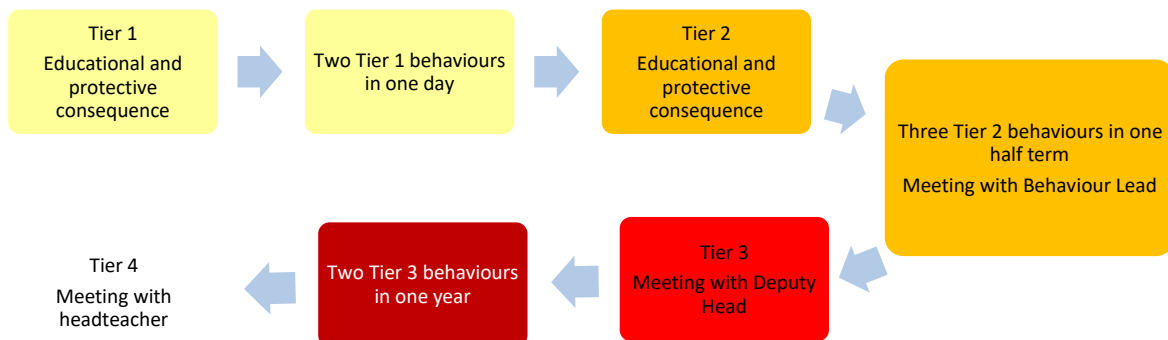 Tier 1
Educational and
protective
consequence
Two Tier 1 behaviours
in one day
Tier 2
Educational and
protective
consequence
Three Tier 2 behaviours in one
half term
Meeting with Behaviour Lead
Tier 3
Meeting with Deputy
Head
Two Tier 3 behaviours
in one year
Tier 4
Meeting with
headteacher